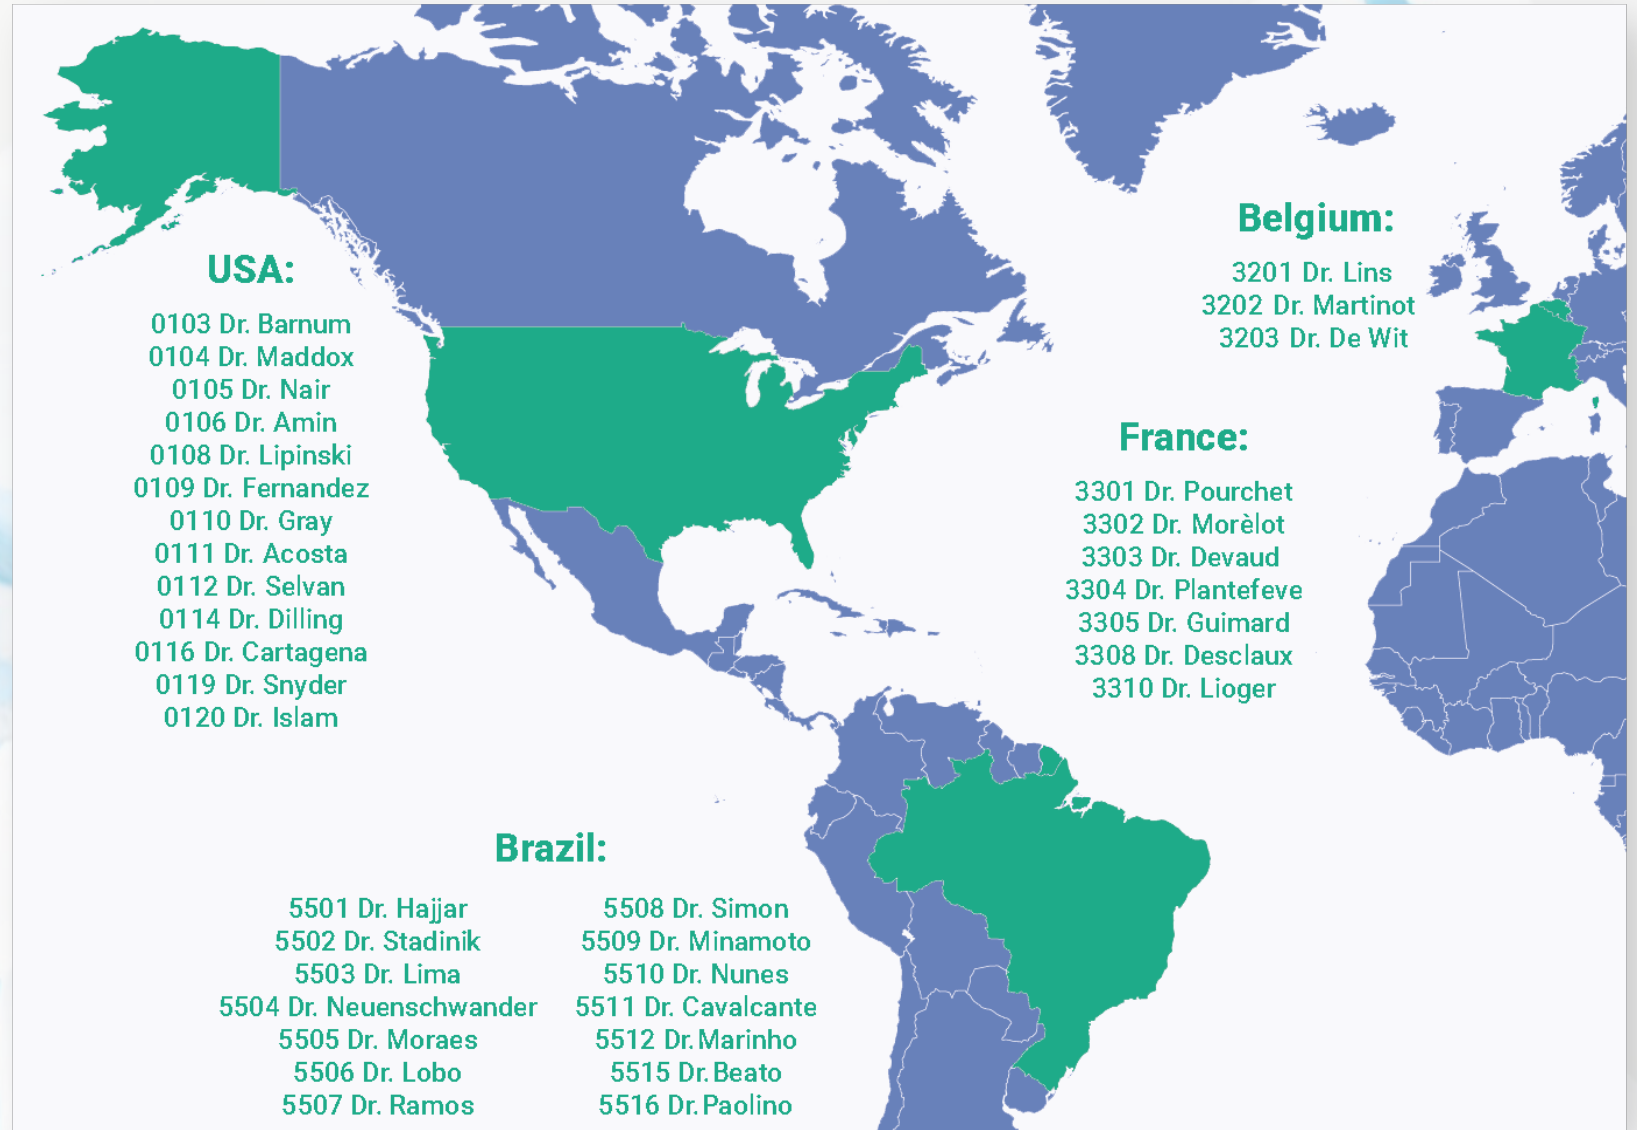 USA:
0103 Dr. Barnum
0104 Dr. Maddox
0105 Dr. Nair
0106 Dr. Amin
0108 Dr. Lipinski
0109 Dr. Fernandez
0110 Dr. Gray
0111 Dr. Acosta
0112 Dr. Selvan
0114 Dr. Dilling
0116 Dr. Cartagena
0119 Dr. Snyder
0120 Dr. Islam
Belgium:
3201 Dr. Lins
3202 Dr. Martinot
3203 Dr. De Wit
France:
3301 Dr. Pourchet
3302 Dr. Morèlot
3303 Dr. Devaud
3304 Dr. Plantefeve
3305 Dr. Guimard
3308 Dr. Desclaux
3310 Dr. Lioger
Brazil:
5501 Dr. Hajjar
5502 Dr. Stadinik
5503 Dr. Lima
5504 Dr. Neuenschwander
5505 Dr. Moraes
5506 Dr. Lobo
5507 Dr. Ramos
5508 Dr. Simon
5509 Dr. Minamoto
5510 Dr. Nunes
5511 Dr. Cavalcante
5512 Dr. Marinho
5515 Dr. Beato
5516 Dr. Paolino